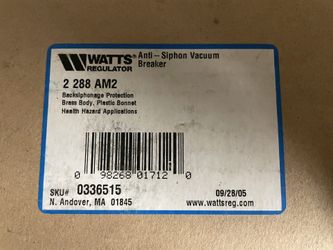 WATTS
REGULATOR
Anti - Siphon Vacuum
Breaker
2 288 AM2
Backsiphonage Protection
Brass Body, Plastic Bonnet
Health Hazard Applications
0 98268 01712 0
SKU# 0336515
N. Andover, MA 01845
09/28/05
www.wattsreg.com